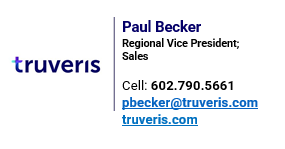 truveris
Paul Becker
Regional Vice President;
Sales
Cell: 602.790.5661
pbecker@truveris.com
truveris.com